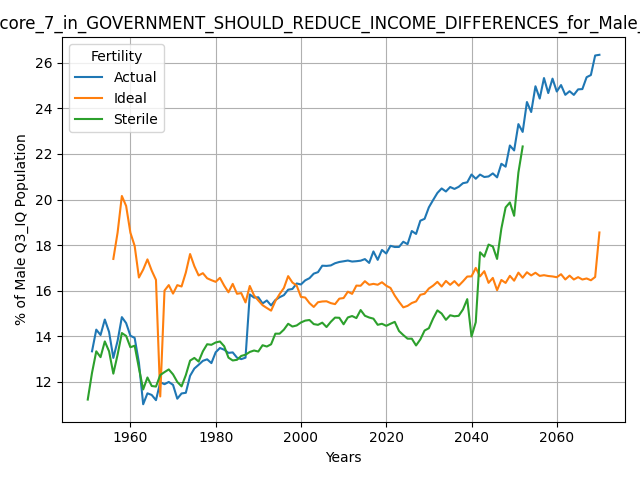 core_7_in_GOVERNMENT_SHOULD_REDUCE_INCOME_DIFFERENCES_for_Male_
Fertility
Actual
Ideal
Sterile
26
24
22
20
18
16
14
12
% of Male Q3_IQ Population
1960
1980
2000
2020
2040
2060
Years